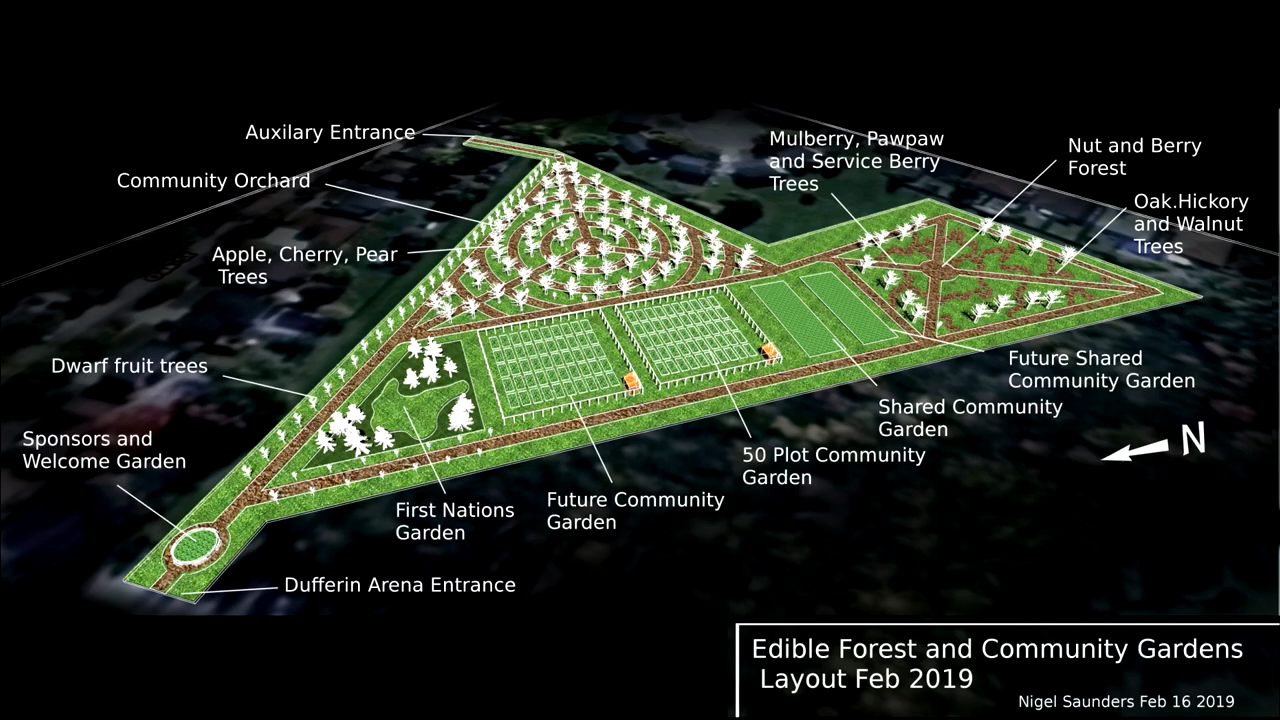 Auxilary Entrance
Community Orchard
Apple, Cherry, Pear
Trees
Dwarf fruit trees
Sponsors and
Welcome Garden
Mulberry, Pawpaw
and Service Berry
Trees
Nut and Berry
Forest
Oak.Hickory
and Walnut
Trees
Future Shared
Community Garden
Shared Community
Garden
50 Plot Community
Garden
N
Future Community
Garden
First Nations
Garden
Dufferin Arena Entrance
Edible Forest and Community Gardens
Layout Feb 2019
Nigel Saunders Feb 16 2019